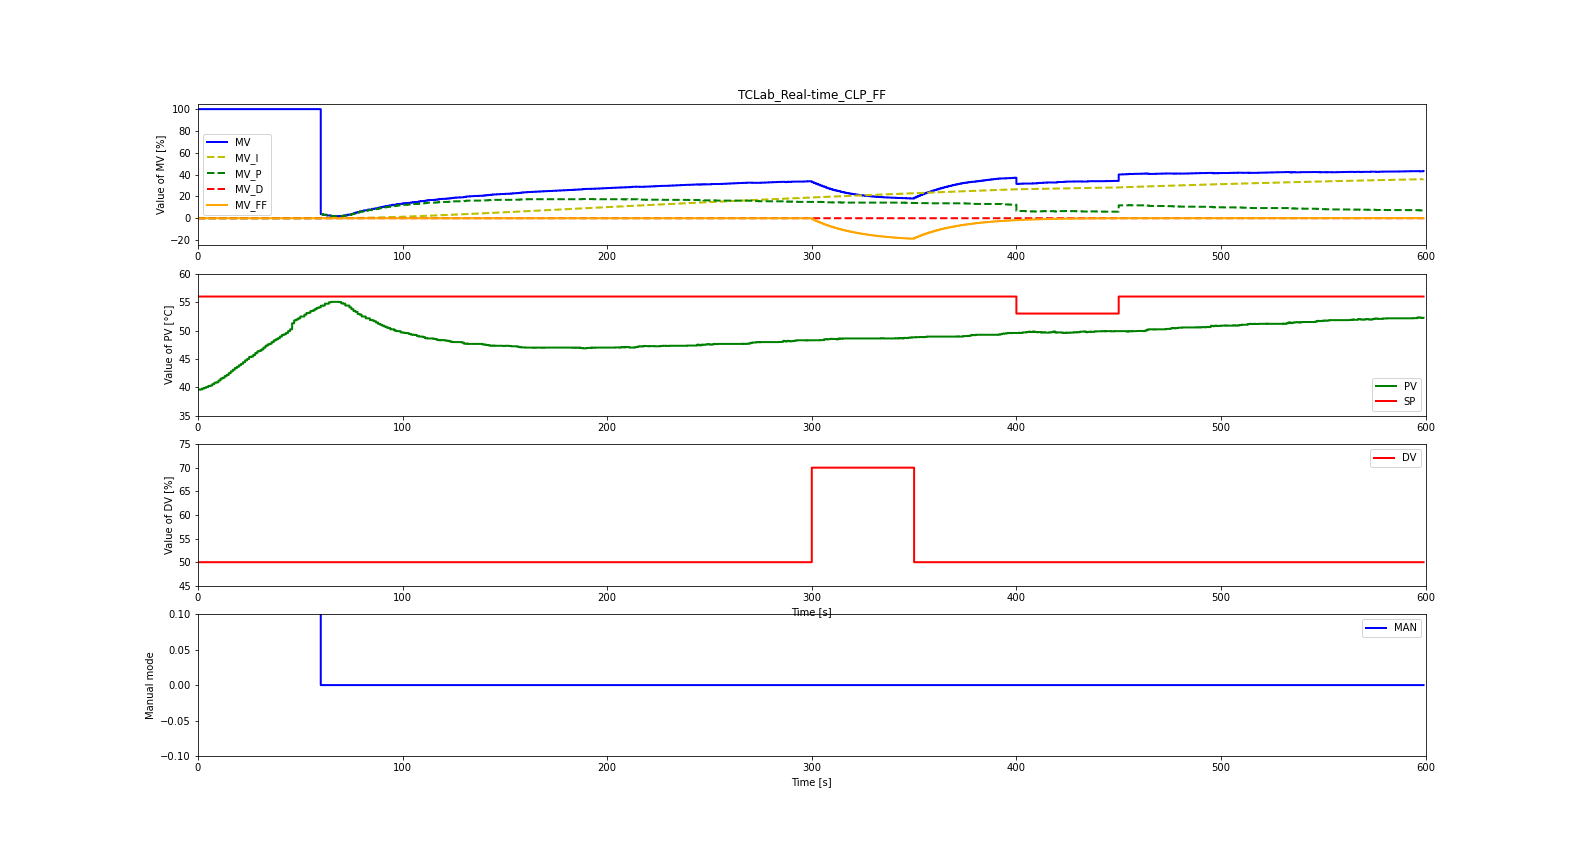 TCLab_Real-time_CLP_FF
Value of MV [%]
100
80
60
40
20
0
−20
MV
MV_I
MV_P
MV_D
MV_FF
0 100 200 300 400 500 600
Value of PV [°C]
60
55
50
45
40
35
PV
SP
0 100 200 300 400 500 600
Value of DV [%]
75
70
65
60
55
50
45
DV
0 100 200 300 400 500 600
Time [s]
Manual mode
0.10
0.05
0.00
−0.05
−0.10
MAN
0 100 200 300 400 500 600
Time [s]